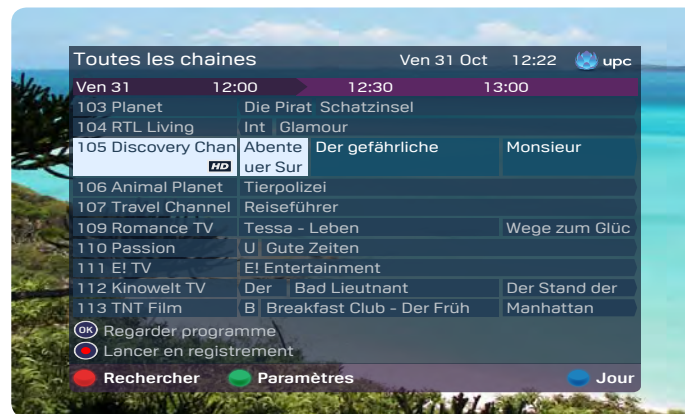 Toutes les chaines Ven 31 Oct 12:22 upc
Ven 31 12:00 12:30 13:00
103 Planet Die Pirat Schatzinsel
104 RTL Living Int Glamour
105 Discovery Chan Abente Der gefährliche Monsieur
HD uer Sur
106 Animal Planet Tierpolizei
107 Travel Channel Reiseführer
109 Romance TV Tessa - Leben Wege zum Glüc
110 Passion U Gute Zeiten
111 E! TV E! Entertainment
112 Kinowelt TV Der Bad Lieutnant Der Stand der
113 TNT Film B Breakfast Club - Der Früh Manhattan
OK Regarder programme
Lancer en registrement
Rechercher Paramètres Jour